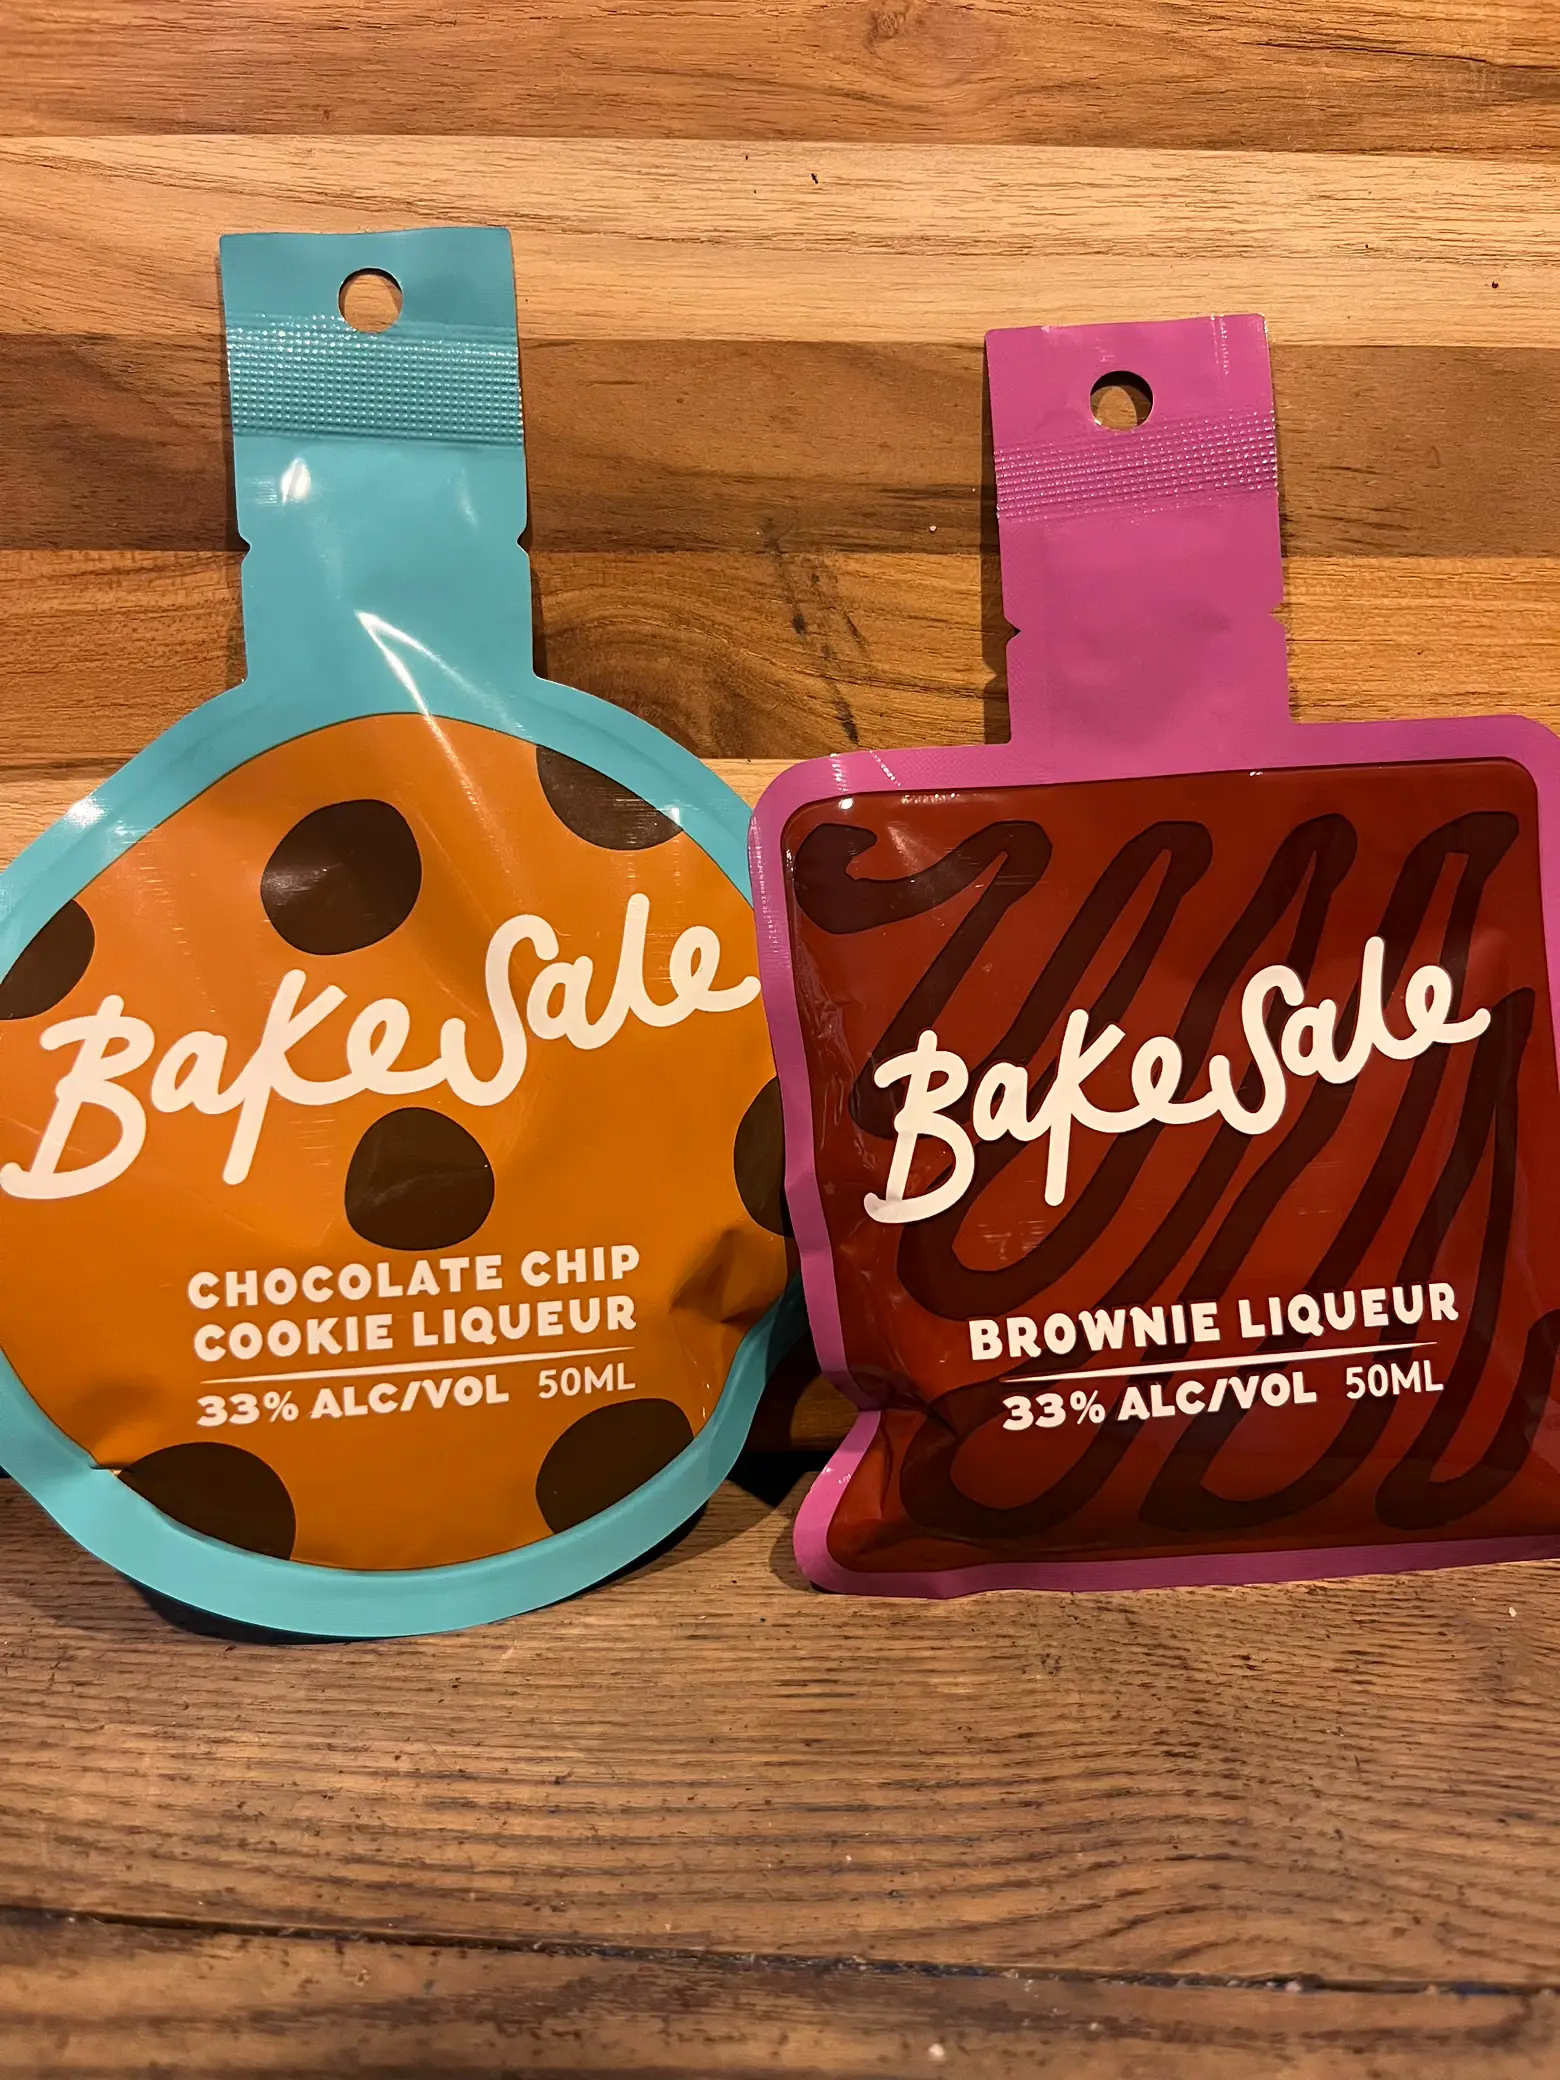 BakeSale
CHOCOLATE CHIP
COOKIE LIQUEUR
33% ALC/VOL 50ML
BakeSale
BROWNIE LIQUEUR
33% ALC/VOL 50ML